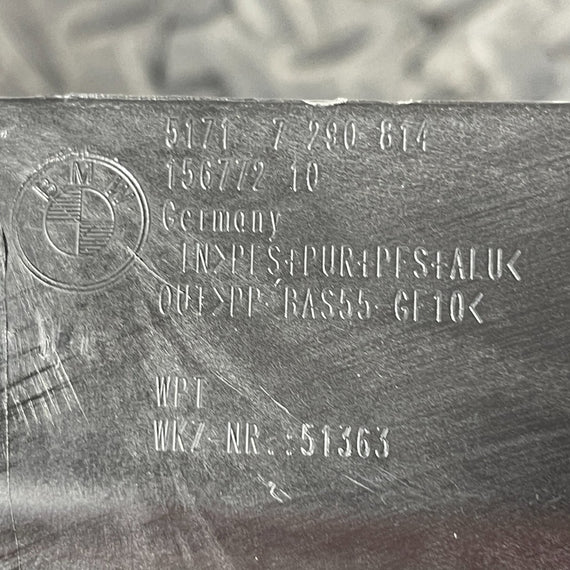 BMW
5171 7 290 814
156772 10
Germany
IN>PES+PUR+PES+ALU<
OUT>PP-BAS55 GF10<
WPT
WKZ-NR.:51363